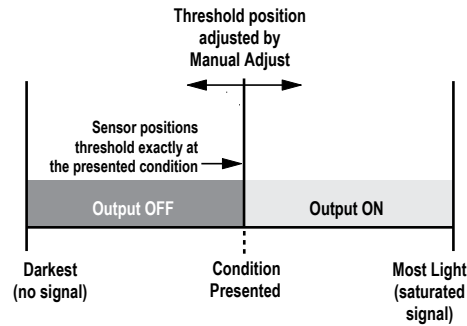 Threshold position
adjusted by
Manual Adjust
Sensor positions
threshold exactly at
the presented condition
Output OFF
Output ON
Darkest
(no signal)
Condition
Presented
Most Light
(saturated
signal)